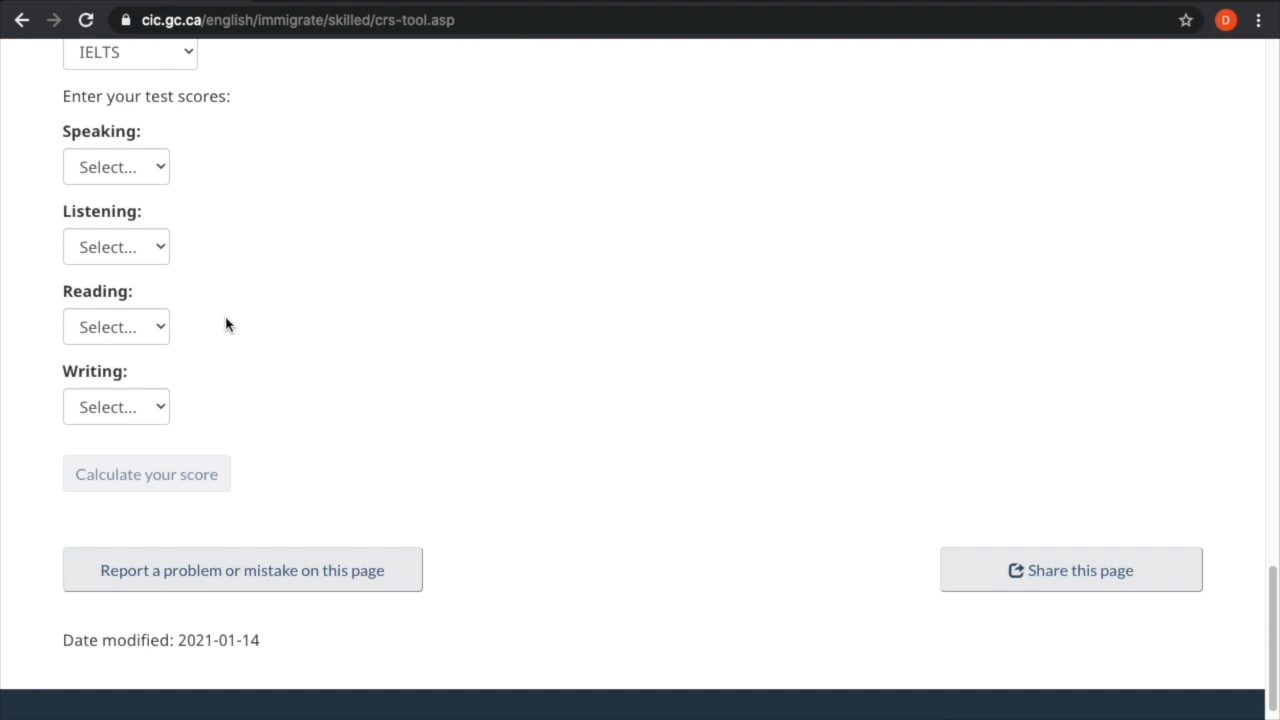 cic.gc.ca/english/immigrate/skilled/crs-tool.asp
D
IELTS
Enter your test scores:
Speaking:
Select...
Listening:
Select...
Reading:
Select...
Writing:
Select...
Calculate your score
Report a problem or mistake on this page
Share this page
Date modified: 2021-01-14